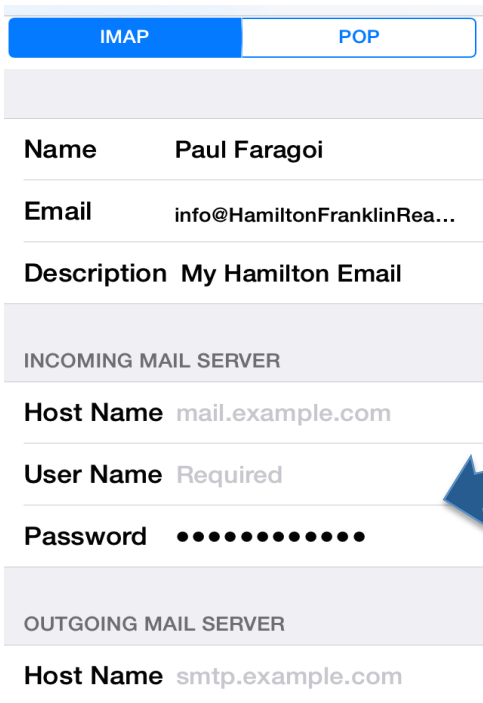 IMAP POP
Name Paul Faragoi
Email info@HamiltonFranklinRea...
Description My Hamilton Email
INCOMING MAIL SERVER
Host Name mail.example.com
User Name Required
Password ●●●●●●●●●●●●
OUTGOING MAIL SERVER
Host Name smtp.example.com